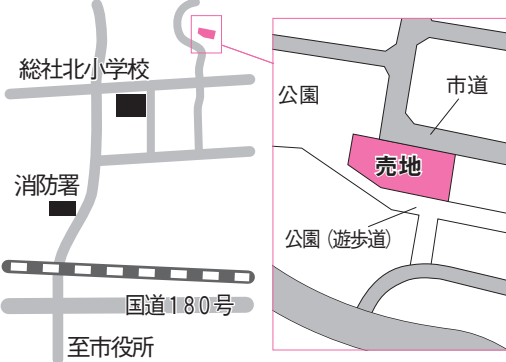 総社北小学校
消防署
国道180号
至市役所
公園
市道
売地
公園（遊歩道）